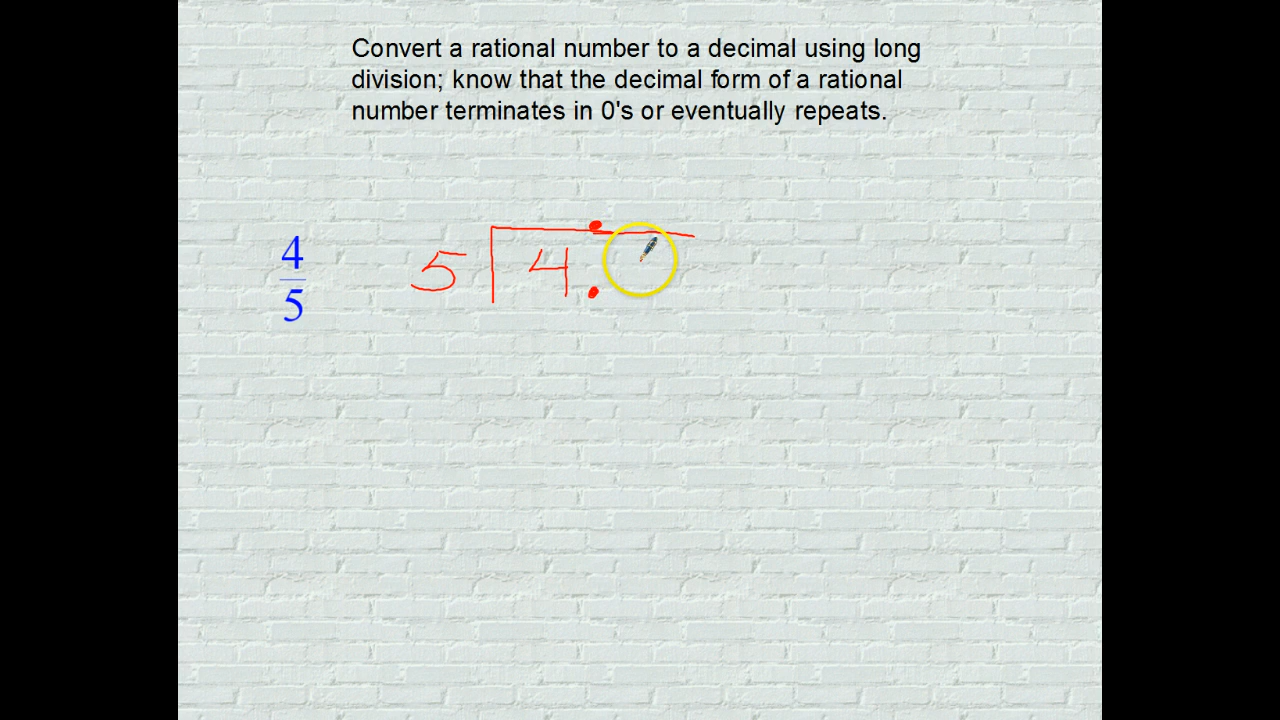 Convert a rational number to a decimal using long
division; know that the decimal form of a rational
number terminates in 0's or eventually repeats.
4
5
5 4.